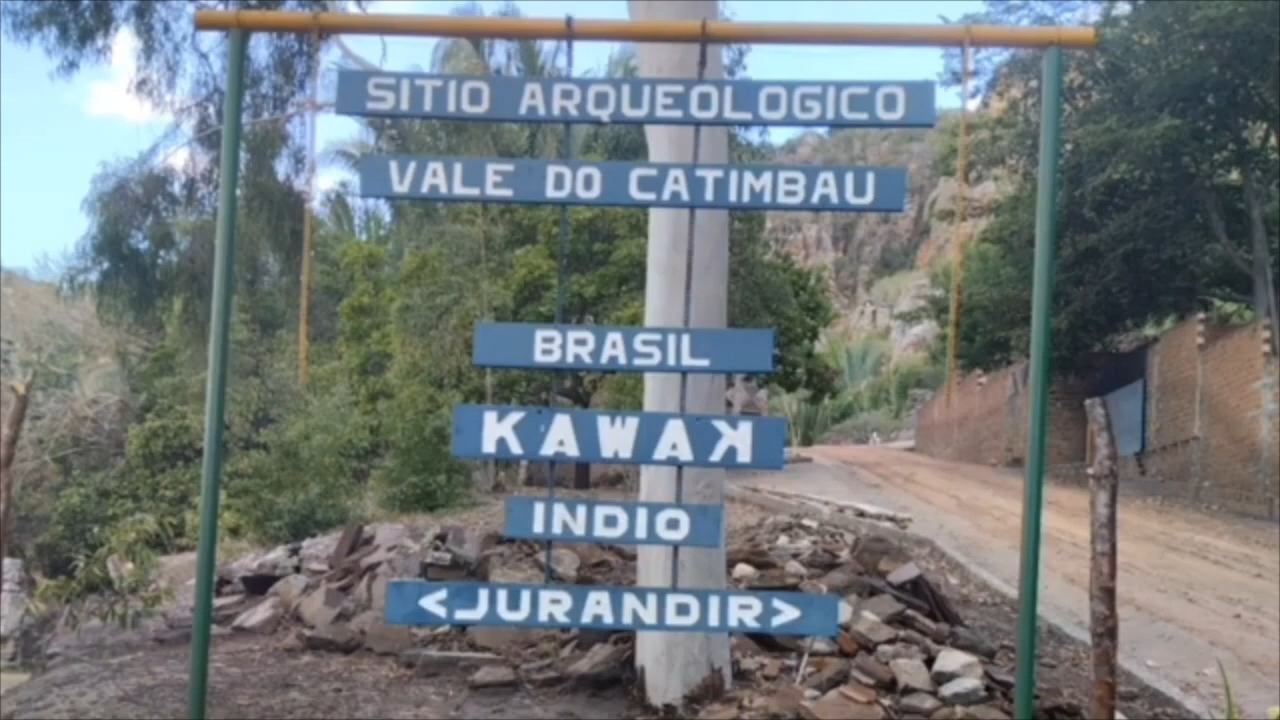 SITIO ARQUEOLOGICO
VALE DO CATIMBAU
BRASIL
KAWAK
INDIO
<JURANDIR>